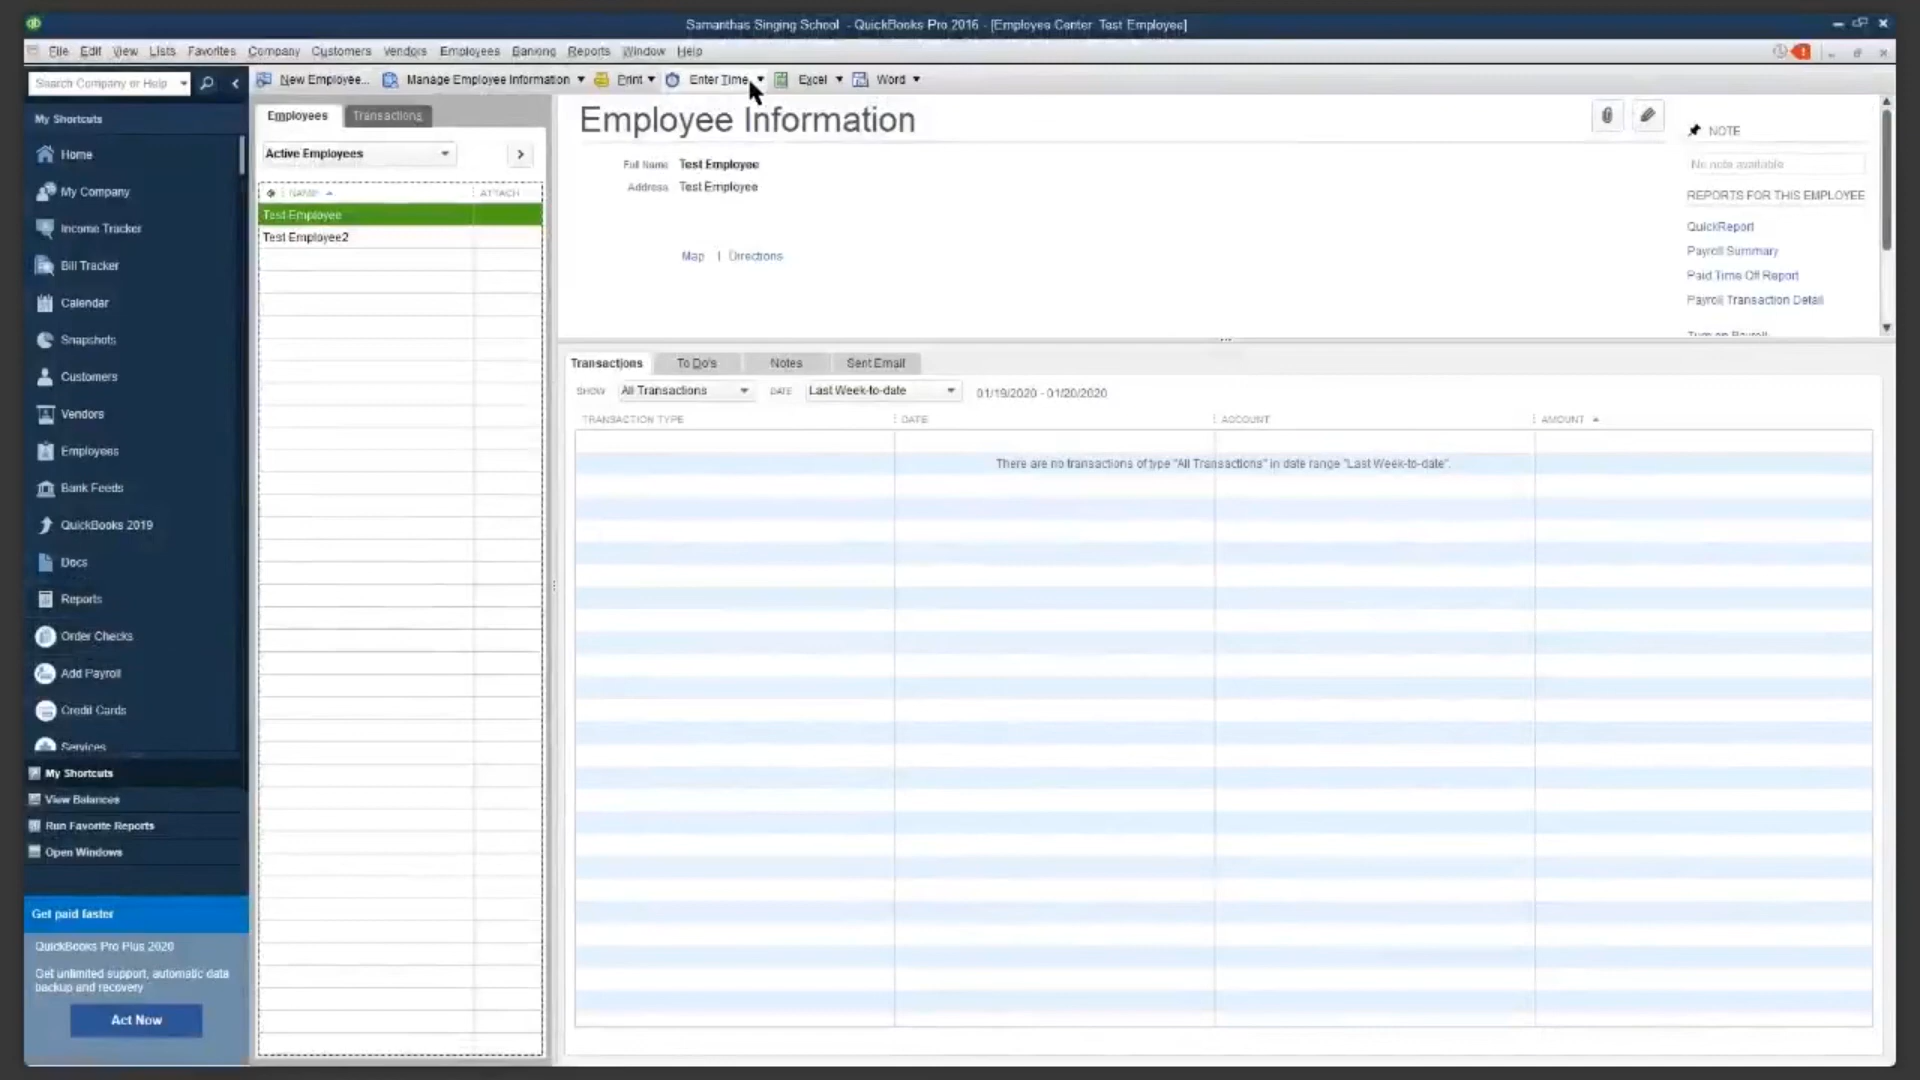 Samanthas Singing School - QuickBooks Pro 2016 - [Employee Center Test Employee]
File Edit View Lists Favorites Company Customers Vendors Employees Banking Reports Window Help
Search Company or Help
New Employee... Manage Employee Information Print Enter Time Excel Word
My Shortcuts
Home
My Company
Income Tracker
Bill Tracker
Calendar
Snapshots
Customers
Vendors
Employees
Bank Feeds
QuickBooks 2019
Docs
Reports
Order Checks
Add Payroll
Credit Cards
Services
My Shortcuts
View Balances
Run Favorite Reports
Open Windows
Get paid faster
QuickBooks Pro Plus 2020
Get unlimited support, automatic data
backup and recovery
Act Now
Employees Transactions
Active Employees
NAME ATTACH
Test Employee
Test Employee2
Employee Information
Full Name Test Employee
Address Test Employee
Map | Directions
NOTE
No note available
REPORTS FOR THIS EMPLOYEE
QuickReport
Payroll Summary
Paid Time Off Report
Payroll Transaction Detail
Transactions To Do's Notes Sent Email
SHOW All Transactions DATE Last Week-to-date 01/19/2020 - 01/20/2020
TRANSACTION TYPE DATE ACCOUNT AMOUNT
There are no transactions of type "All Transactions" in date range "Last Week-to-date".